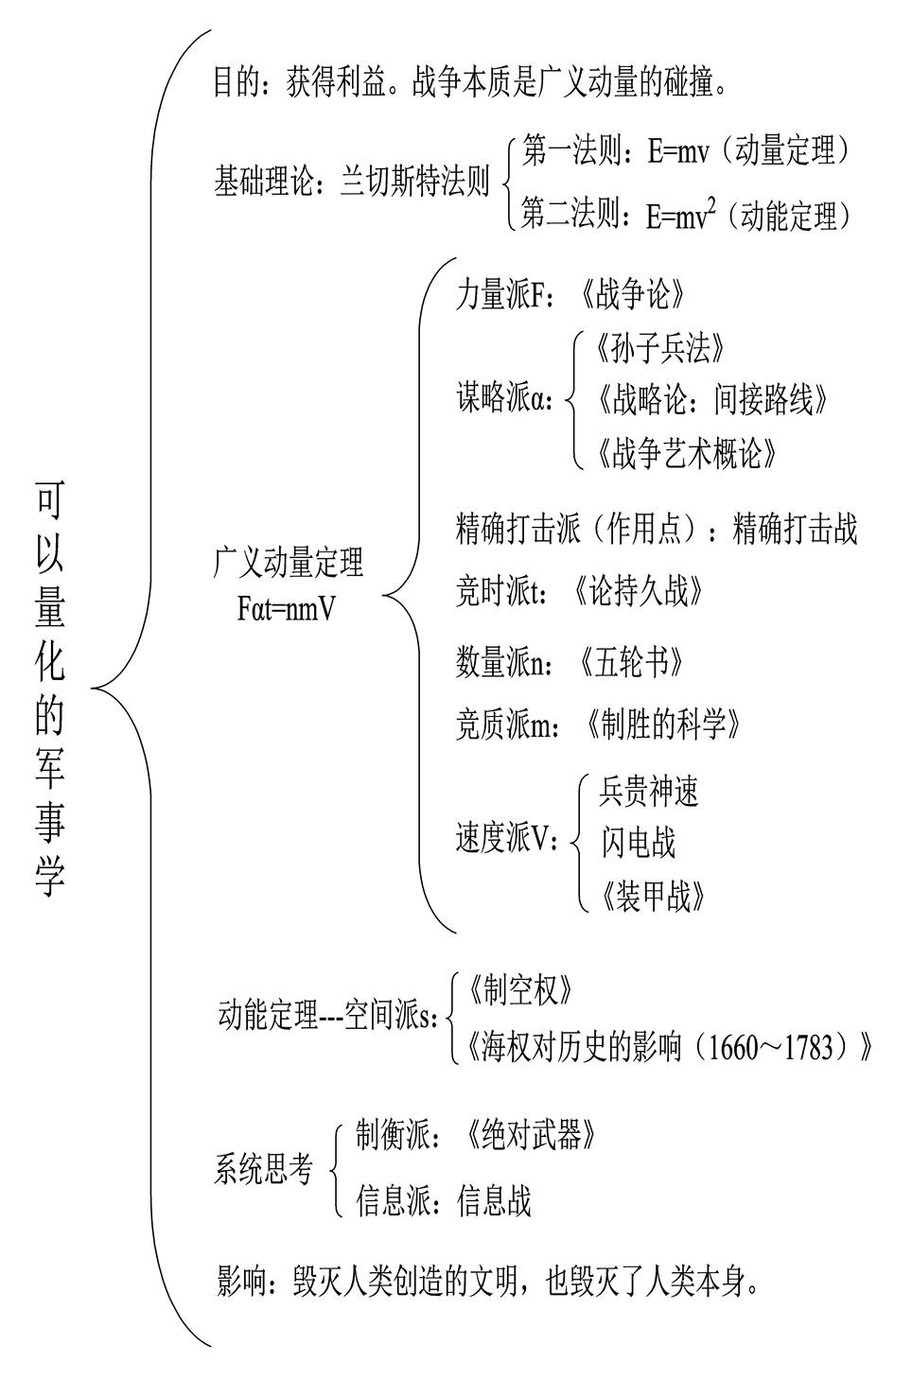 可以量化的军事学
目的：获得利益。战争本质是广义动量的碰撞。
基础理论：兰切斯特法则
第一法则：E=mv（动量定理）
第二法则：E=mv²（动能定理）
广义动量定理
Fαt=nmV
力量派F：《战争论》
谋略派α：
《孙子兵法》
《战略论：间接路线》
《战争艺术概论》
精确打击派（作用点）：精确打击战
竞时派t：《论持久战》
数量派n：《五轮书》
竞质派m：《制胜的科学》
速度派V：
兵贵神速
闪电战
《装甲战》
动能定理---空间派s：
《制空权》
《海权对历史的影响（1660～1783）》
系统思考
制衡派：《绝对武器》
信息派：信息战
影响：毁灭人类创造的文明，也毁灭了人类本身。